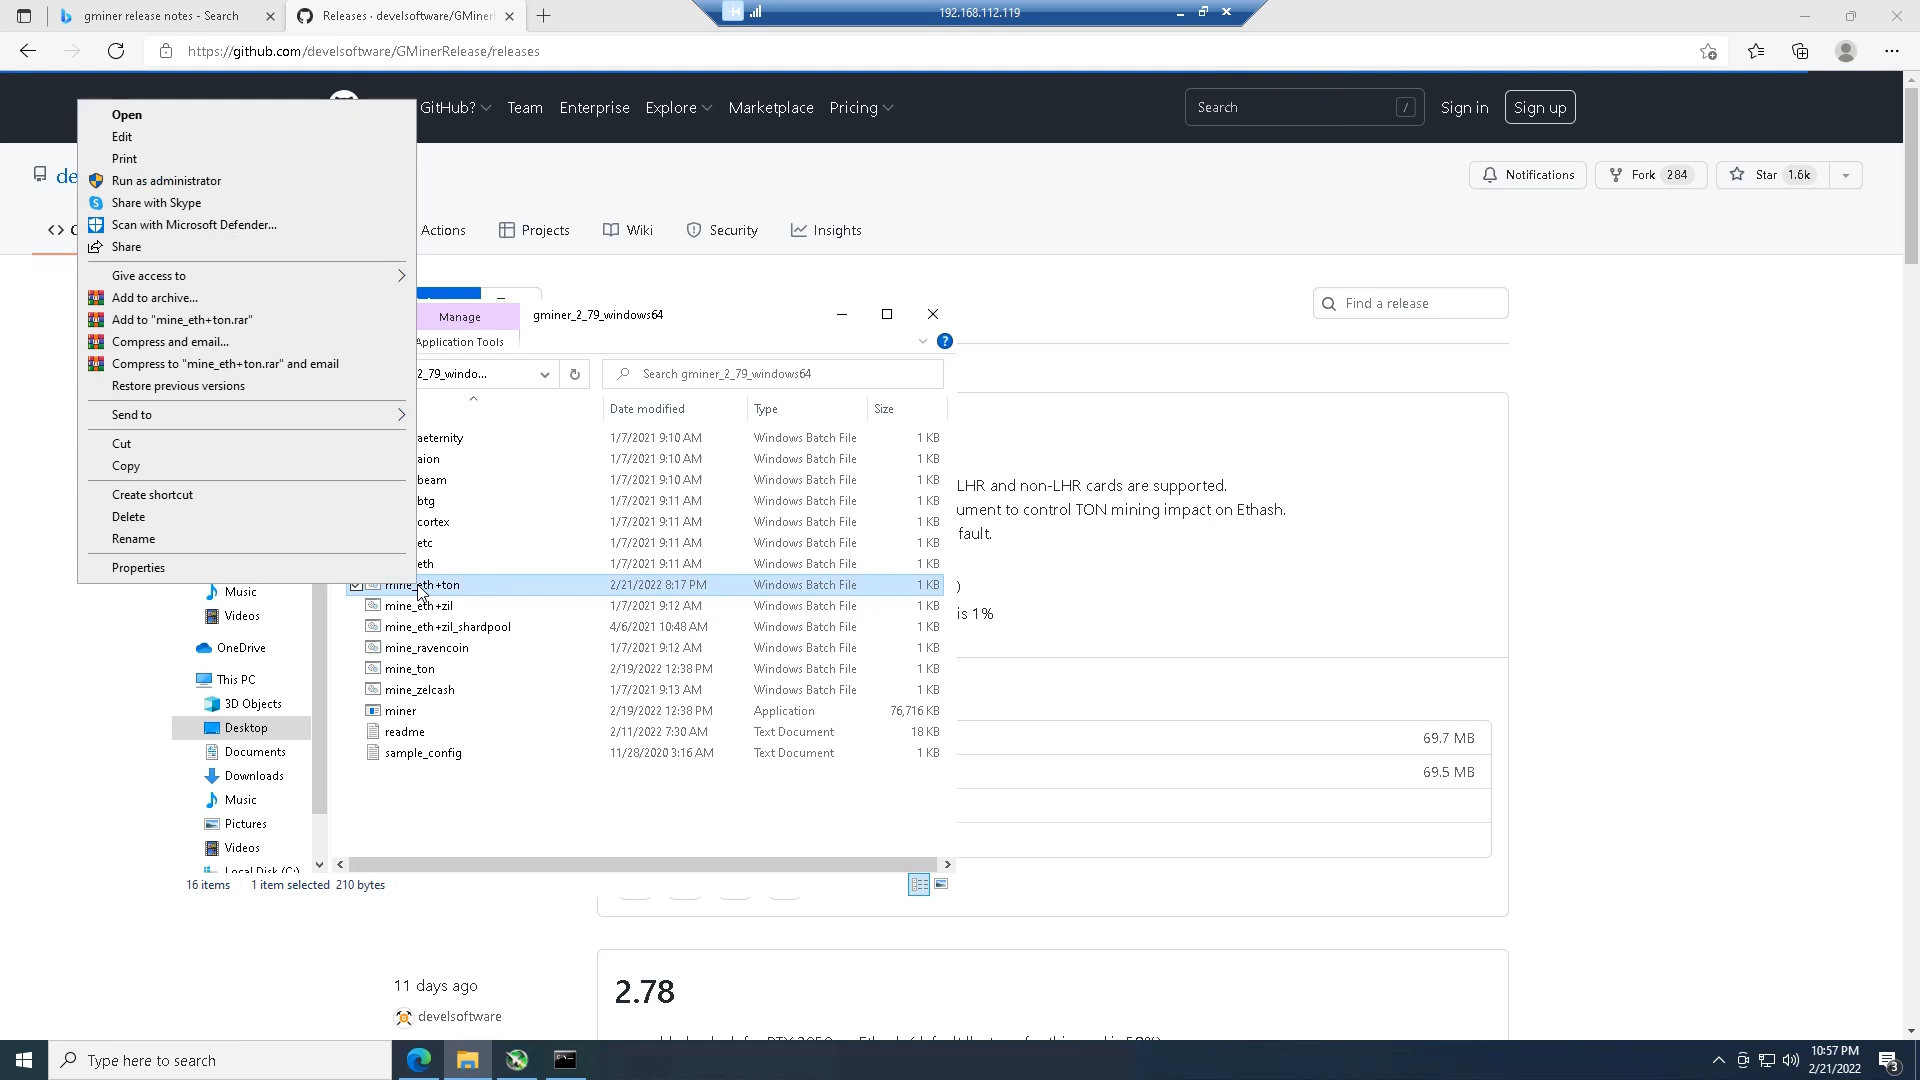 gminer release notes - Search
Releases · develsoftware/GMiner
192.168.112.119
https://github.com/develsoftware/GMinerRelease/releases
GitHub?
Team
Enterprise
Explore
Marketplace
Pricing
Search
/
Sign in
Sign up
de
Notifications
Fork 284
Star 1.6k
Actions
Projects
Wiki
Security
Insights
Find a release
Open
Edit
Print
Run as administrator
Share with Skype
Scan with Microsoft Defender...
Share
Give access to
Add to archive...
Add to "mine_eth+ton.rar"
Compress and email...
Compress to "mine_eth+ton.rar" and email
Restore previous versions
Send to
Cut
Copy
Create shortcut
Delete
Rename
Properties
Manage
gminer_2_79_windows64
Application Tools
2_79_windo...
Search gminer_2_79_windows64
Date modified Type Size
aeternity 1/7/2021 9:10 AM Windows Batch File 1 KB
aion 1/7/2021 9:10 AM Windows Batch File 1 KB
beam 1/7/2021 9:10 AM Windows Batch File 1 KB
btg 1/7/2021 9:11 AM Windows Batch File 1 KB
cortex 1/7/2021 9:11 AM Windows Batch File 1 KB
etc 1/7/2021 9:11 AM Windows Batch File 1 KB
eth 1/7/2021 9:11 AM Windows Batch File 1 KB
mine_eth+ton 2/21/2022 8:17 PM Windows Batch File 1 KB
mine_eth+zil 1/7/2021 9:12 AM Windows Batch File 1 KB
mine_eth+zil_shardpool 4/6/2021 10:48 AM Windows Batch File 1 KB
mine_ravencoin 1/7/2021 9:12 AM Windows Batch File 1 KB
mine_ton 2/19/2022 12:38 PM Windows Batch File 1 KB
mine_zelcash 1/7/2021 9:13 AM Windows Batch File 1 KB
miner 2/19/2022 12:38 PM Application 76,716 KB
readme 2/11/2022 7:30 AM Text Document 18 KB
sample_config 11/28/2020 3:16 AM Text Document 1 KB
Music
Videos
OneDrive
This PC
3D Objects
Desktop
Documents
Downloads
Music
Pictures
Videos
Local Disk (C:)
16 items 1 item selected 210 bytes
LHR and non-LHR cards are supported.
ument to control TON mining impact on Ethash.
fault.
)
is 1%
69.7 MB
69.5 MB
11 days ago
develsoftware
2.78
Type here to search
10:57 PM
2/21/2022
3